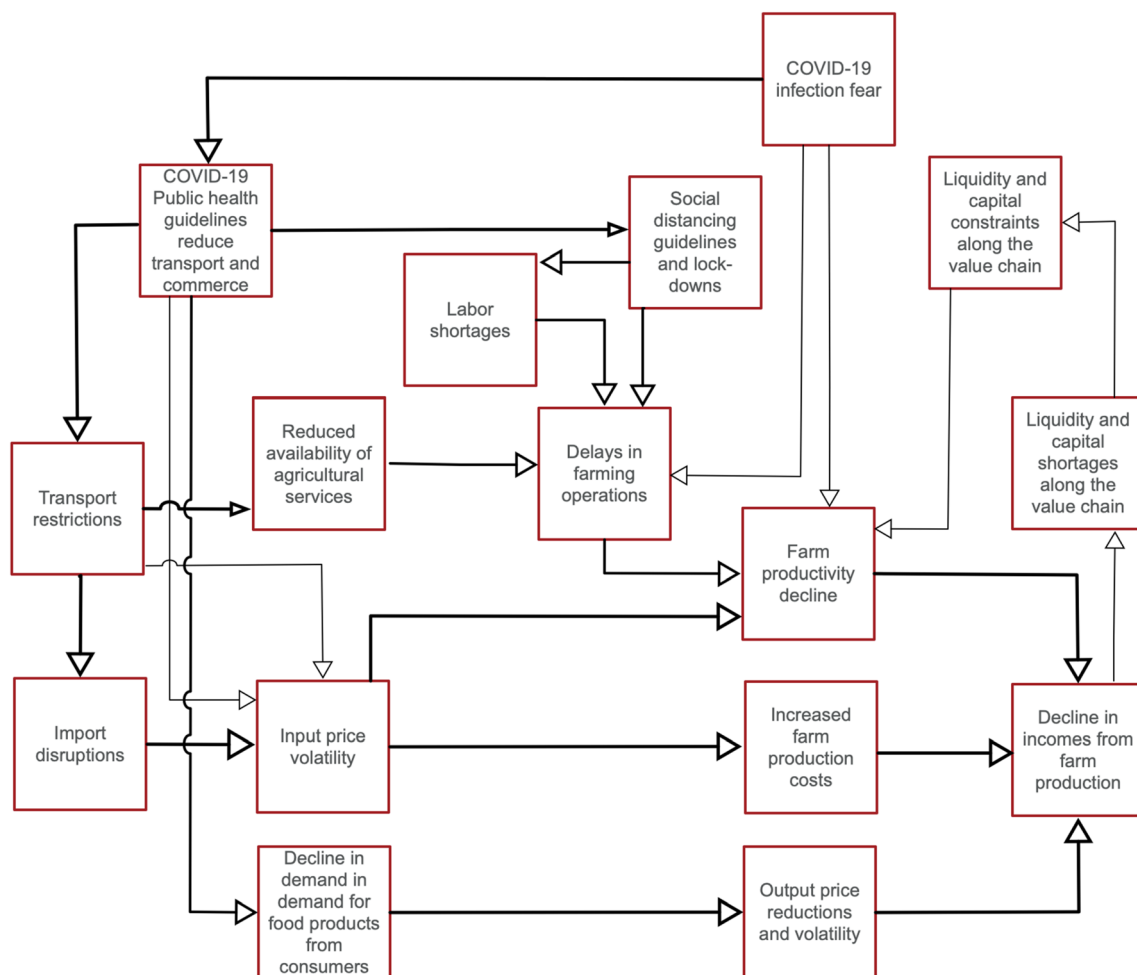 COVID-19
infection fear
COVID-19
Public health
guidelines
reduce
transport and
commerce
Social
distancing
guidelines
and lock-
downs
Liquidity and
capital
constraints
along the
value chain
Labor
shortages
Reduced
availability of
agricultural
services
Delays in
farming
operations
Liquidity and
capital
shortages
along the
value chain
Transport
restrictions
Farm
productivity
decline
Import
disruptions
Input price
volatility
Increased
farm
production
costs
Decline in
incomes from
farm
production
Decline in
demand in
demand for
food products
from
consumers
Output price
reductions
and volatility